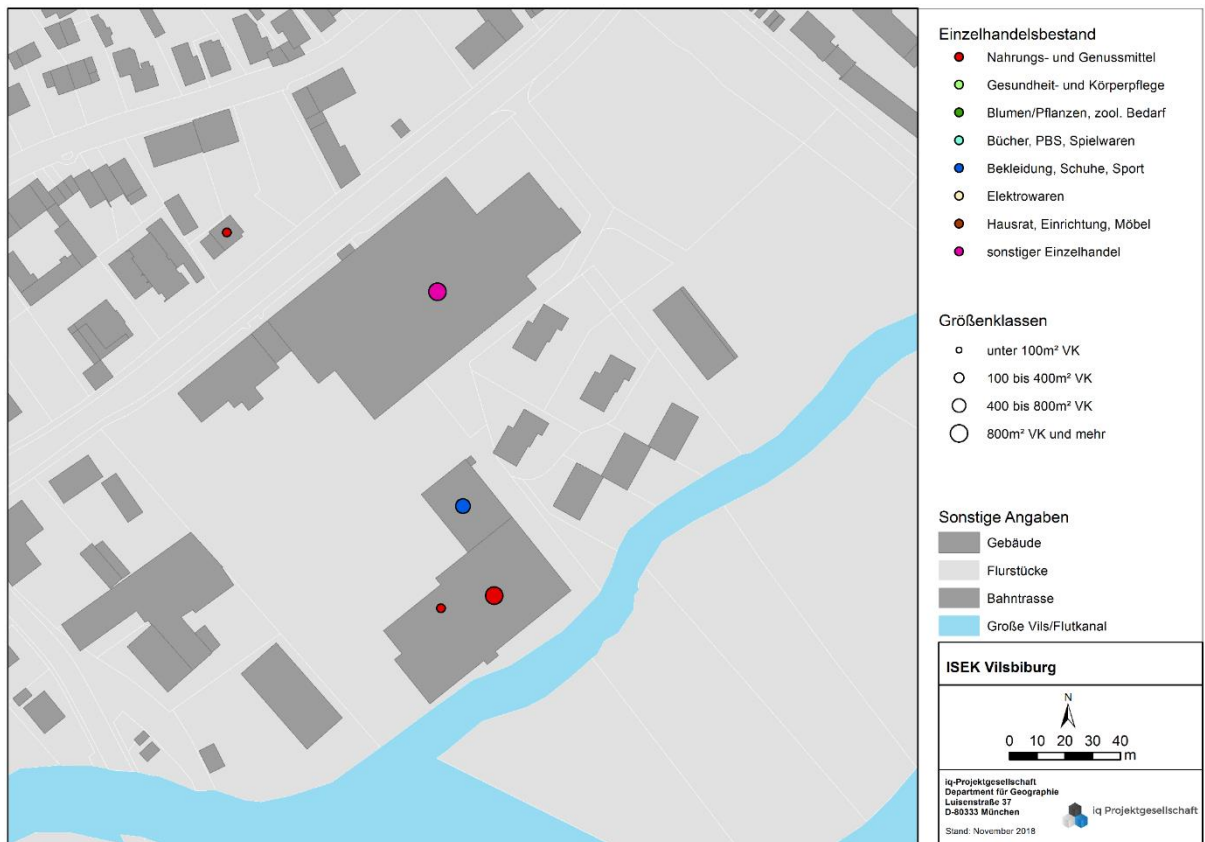 Einzelhandelsbestand
Nahrungs- und Genussmittel
Gesundheit- und Körperpflege
Blumen/Pflanzen, zool. Bedarf
Bücher, PBS, Spielwaren
Bekleidung, Schuhe, Sport
Elektrowaren
Hausrat, Einrichtung, Möbel
sonstiger Einzelhandel
Größenklassen
unter 100m² VK
100 bis 400m² VK
400 bis 800m² VK
800m² VK und mehr
Sonstige Angaben
Gebäude
Flurstücke
Bahntrasse
Große Vils/Flutkanal
ISEK Vilsbiburg
N
0 10 20 30 40
m
iq-Projektgesellschaft
Department für Geographie
Luisenstraße 37
D-80333 München
iq Projektgesellschaft
Stand: November 2018